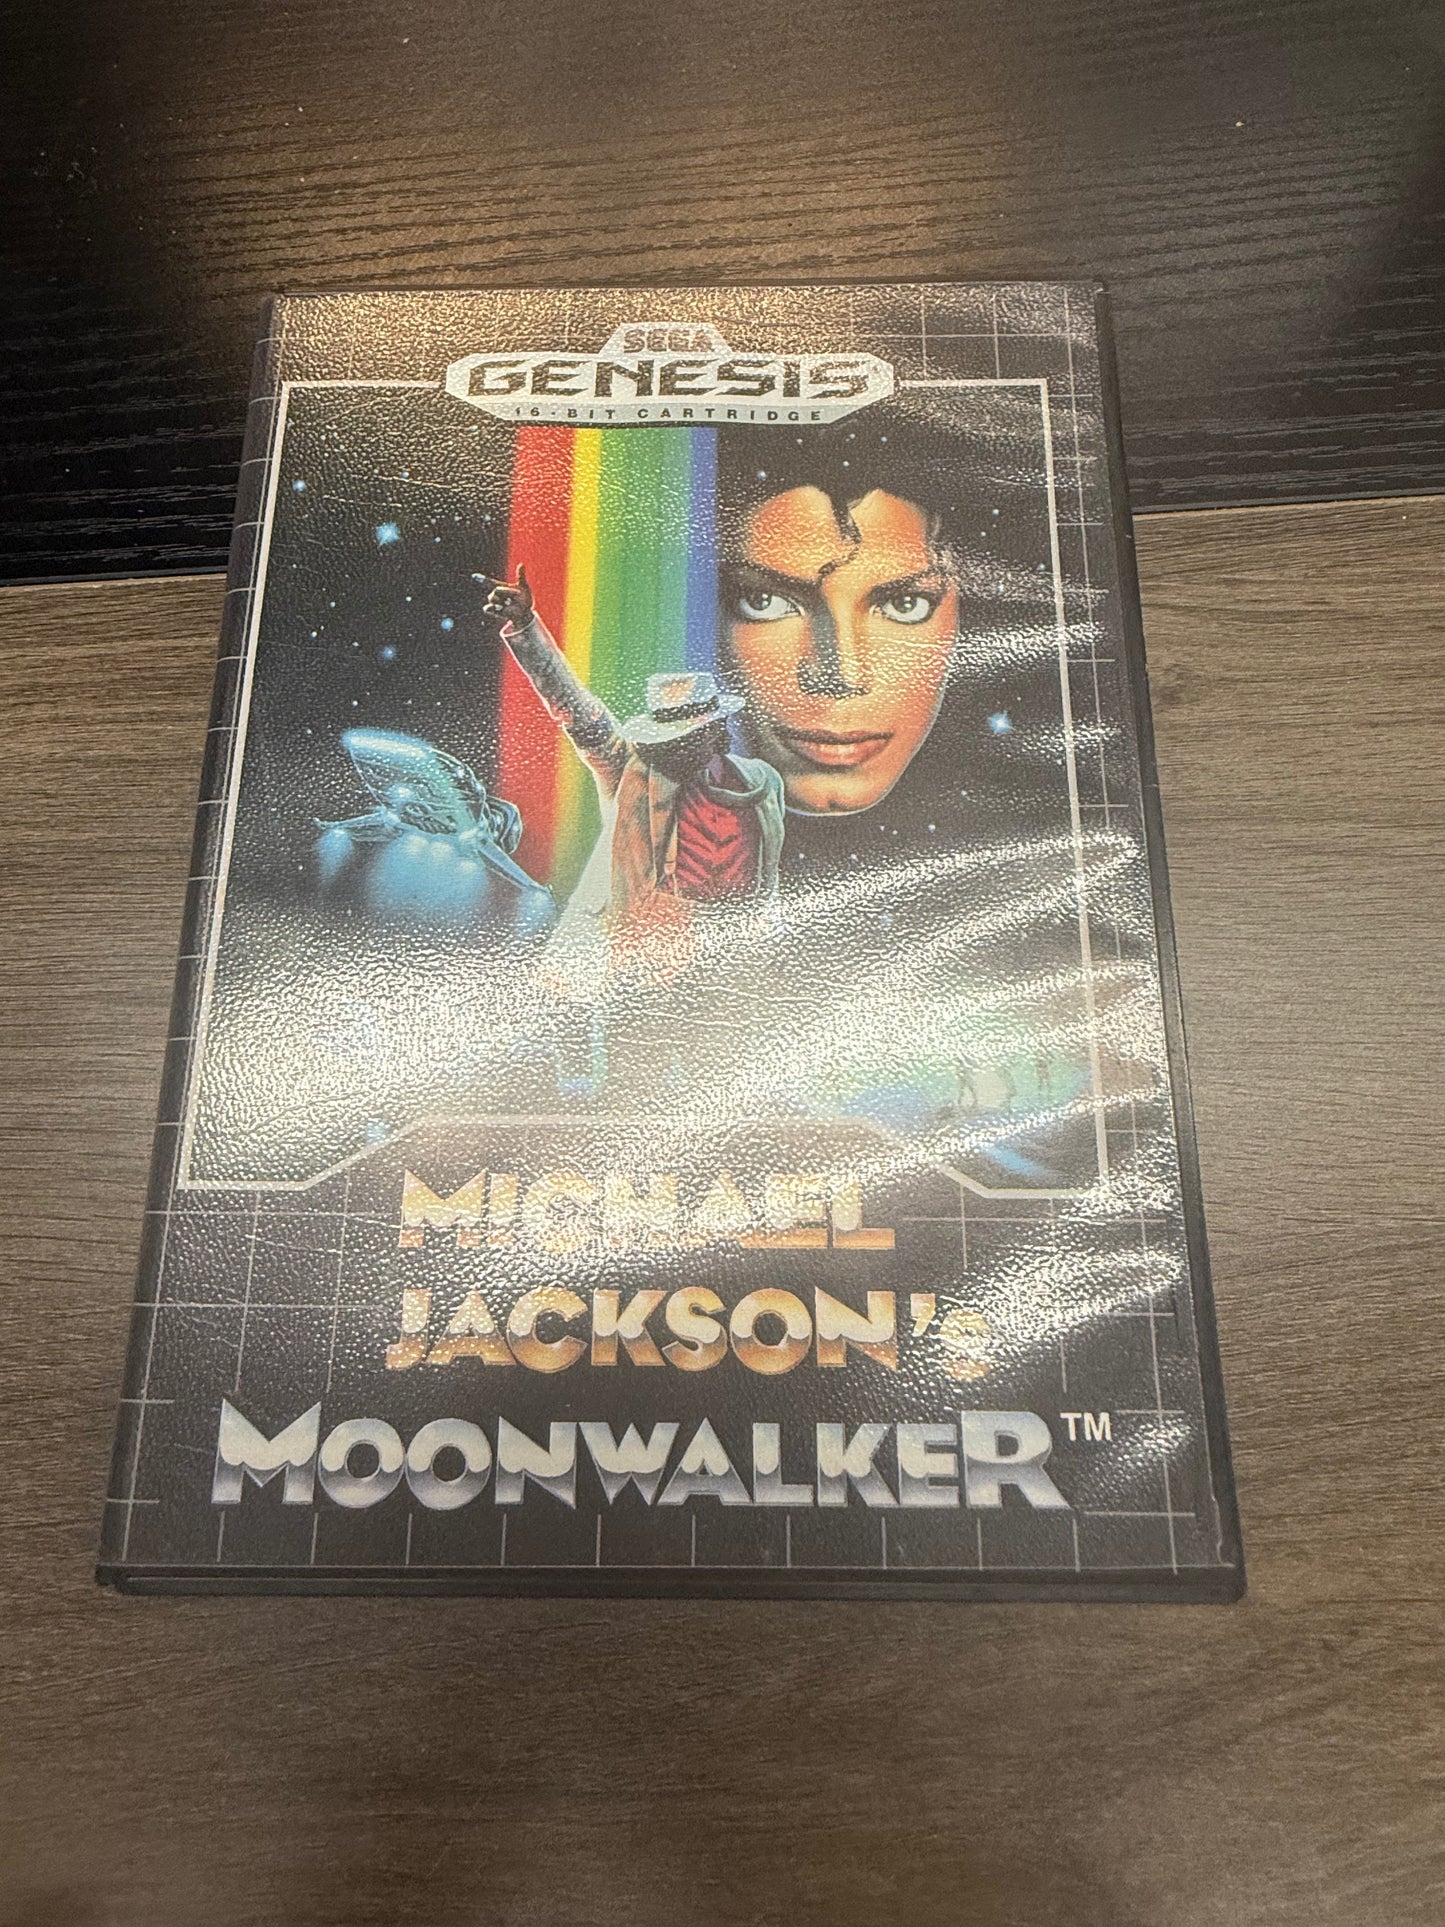 SEGA
GENESIS
16-BIT CARTRIDGE
MICHAEL
JACKSON's
MOONWALKER™